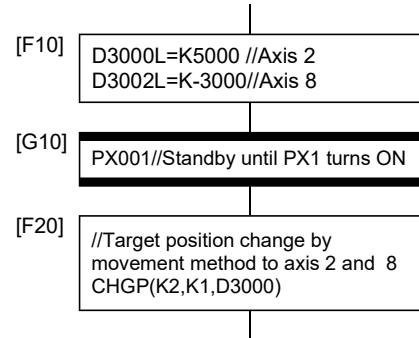 [F10]
D3000L=K5000 //Axis 2
D3002L=K-3000//Axis 8
[G10]
PX001//Standby until PX1 turns ON
[F20]
//Target position change by
movement method to axis 2 and  8
CHGP(K2,K1,D3000)